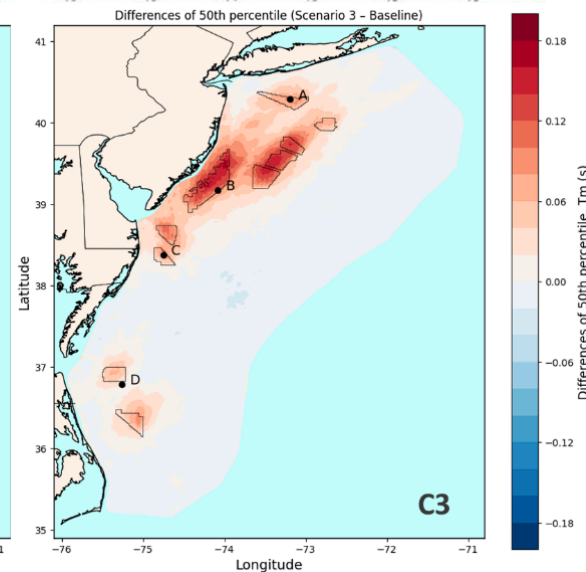 Differences of 50th percentile (Scenario 3 – Baseline)
41
40
39
38
37
36
35
Latitude
A
B
C
D
C3
−76
−75
−74
−73
−72
−71
Longitude
1
0.18
0.12
0.06
0.00
−0.06
−0.12
−0.18
Differences of 50th percentile, Tm (s)